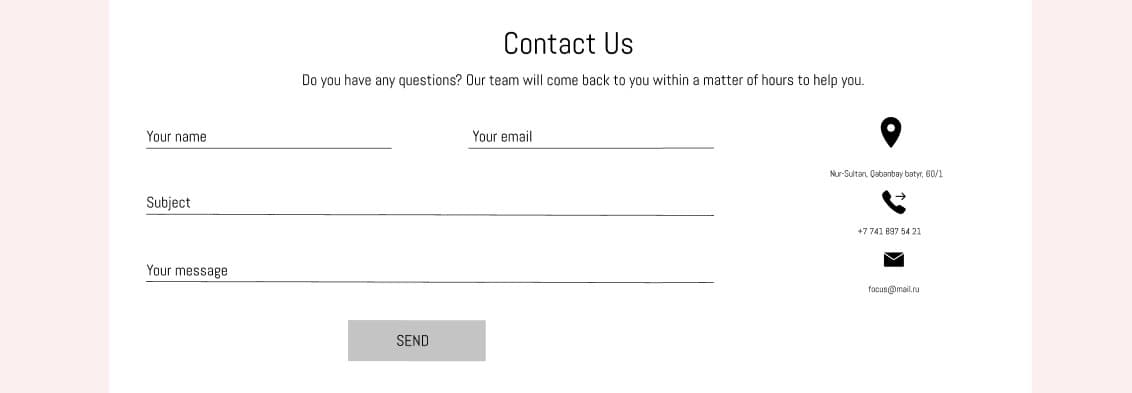 Contact Us
Do you have any questions? Our team will come back to you within a matter of hours to help you.
Your name
Your email
Subject
Your message
SEND
Nur-Sultan, Qabanbay batyr, 60/1
+7 741 897 54 21
focus@mail.ru